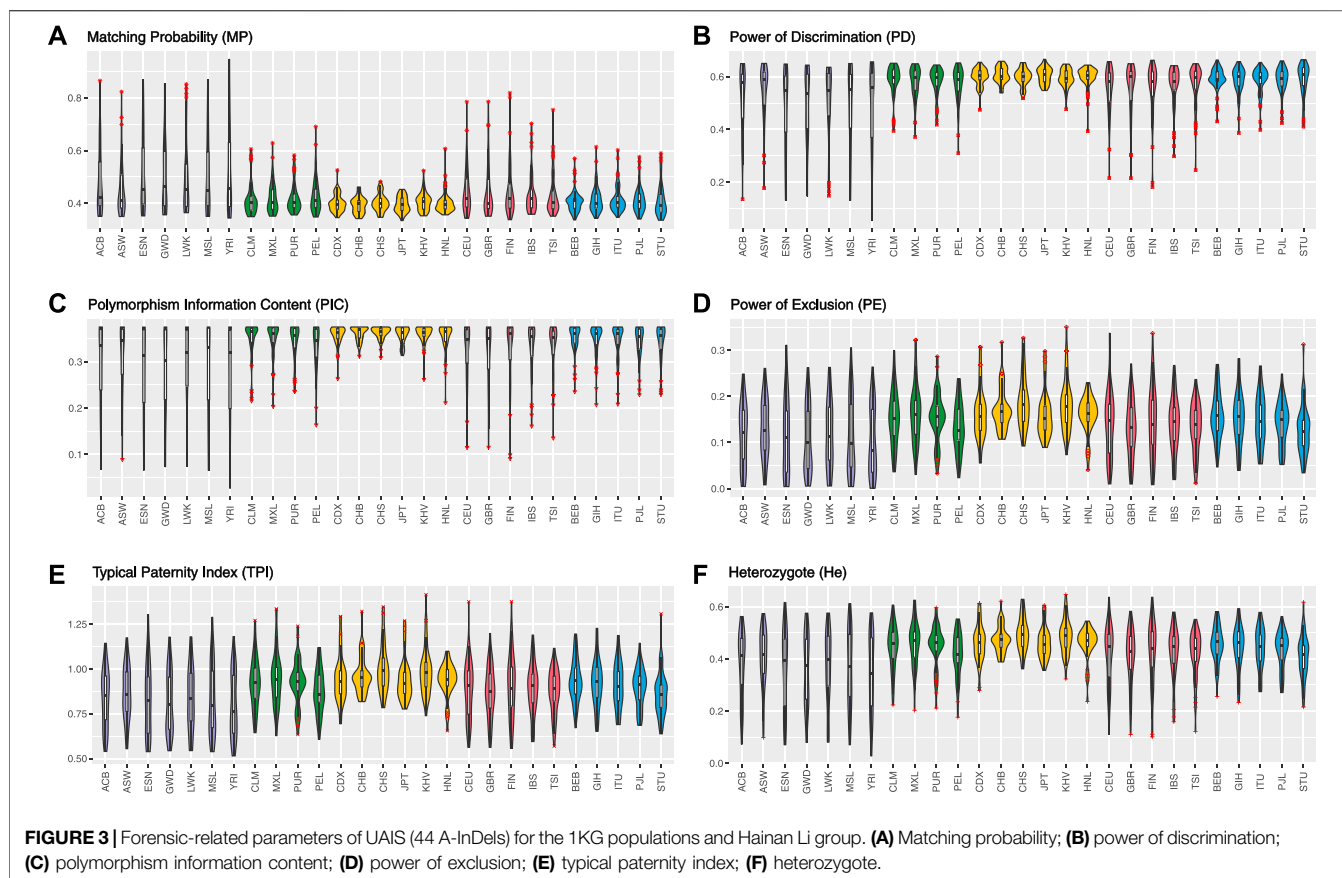 A
Matching Probability (MP)
0.8
0.6
0.4
ACB ASW ESN GWD LWK MSL YRI CLM MXL PUR PEL CDX CHB CHS JPT KHV HNL CEU GBR FIN IBS TSI BEB GIH ITU PJL STU
B
Power of Discrimination (PD)
0.6
0.4
0.2
ACB ASW ESN GWD LWK MSL YRI CLM MXL PUR PEL CDX CHB CHS JPT KHV HNL CEU GBR FIN IBS TSI BEB GIH ITU PJL STU
C
Polymorphism Information Content (PIC)
0.3
0.2
0.1
ACB ASW ESN GWD LWK MSL YRI CLM MXL PUR PEL CDX CHB CHS JPT KHV HNL CEU GBR FIN IBS TSI BEB GIH ITU PJL STU
D
Power of Exclusion (PE)
0.3
0.2
0.1
0.0
ACB ASW ESN GWD LWK MSL YRI CLM MXL PUR PEL CDX CHB CHS JPT KHV HNL CEU GBR FIN IBS TSI BEB GIH ITU PJL STU
E
Typical Paternity Index (TPI)
1.25
1.00
0.75
0.50
ACB ASW ESN GWD LWK MSL YRI CLM MXL PUR PEL CDX CHB CHS JPT KHV HNL CEU GBR FIN IBS TSI BEB GIH ITU PJL STU
F
Heterozygote (He)
0.6
0.4
0.2
0.0
ACB ASW ESN GWD LWK MSL YRI CLM MXL PUR PEL CDX CHB CHS JPT KHV HNL CEU GBR FIN IBS TSI BEB GIH ITU PJL STU
FIGURE 3 | Forensic-related parameters of UAIS (44 A-InDels) for the 1KG populations and Hainan Li group. (A) Matching probability; (B) power of discrimination;
(C) polymorphism information content; (D) power of exclusion; (E) typical paternity index; (F) heterozygote.